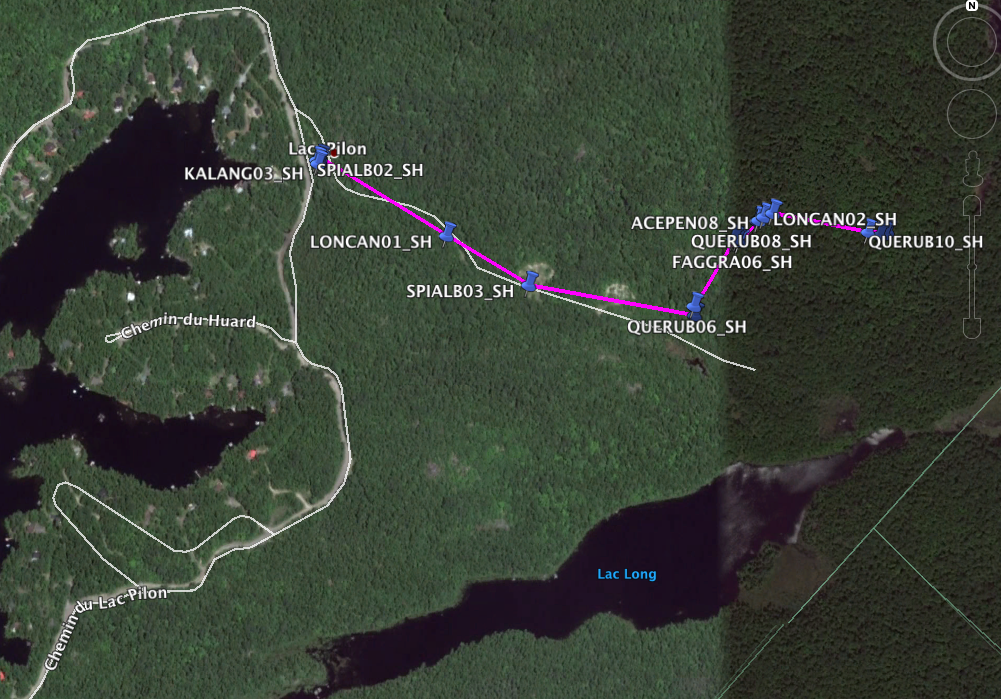 N
Lac Pilon
KALANG03_SH
SPIALB02_SH
ACEPEN08_SH
LONCAN02_SH
LONCAN01_SH
QUERUB08_SH
QUERUB10_SH
FAGGRA06_SH
SPIALB03_SH
Chemin du Huard
QUERUB06_SH
Lac Long
Chemin du Lac Pilon